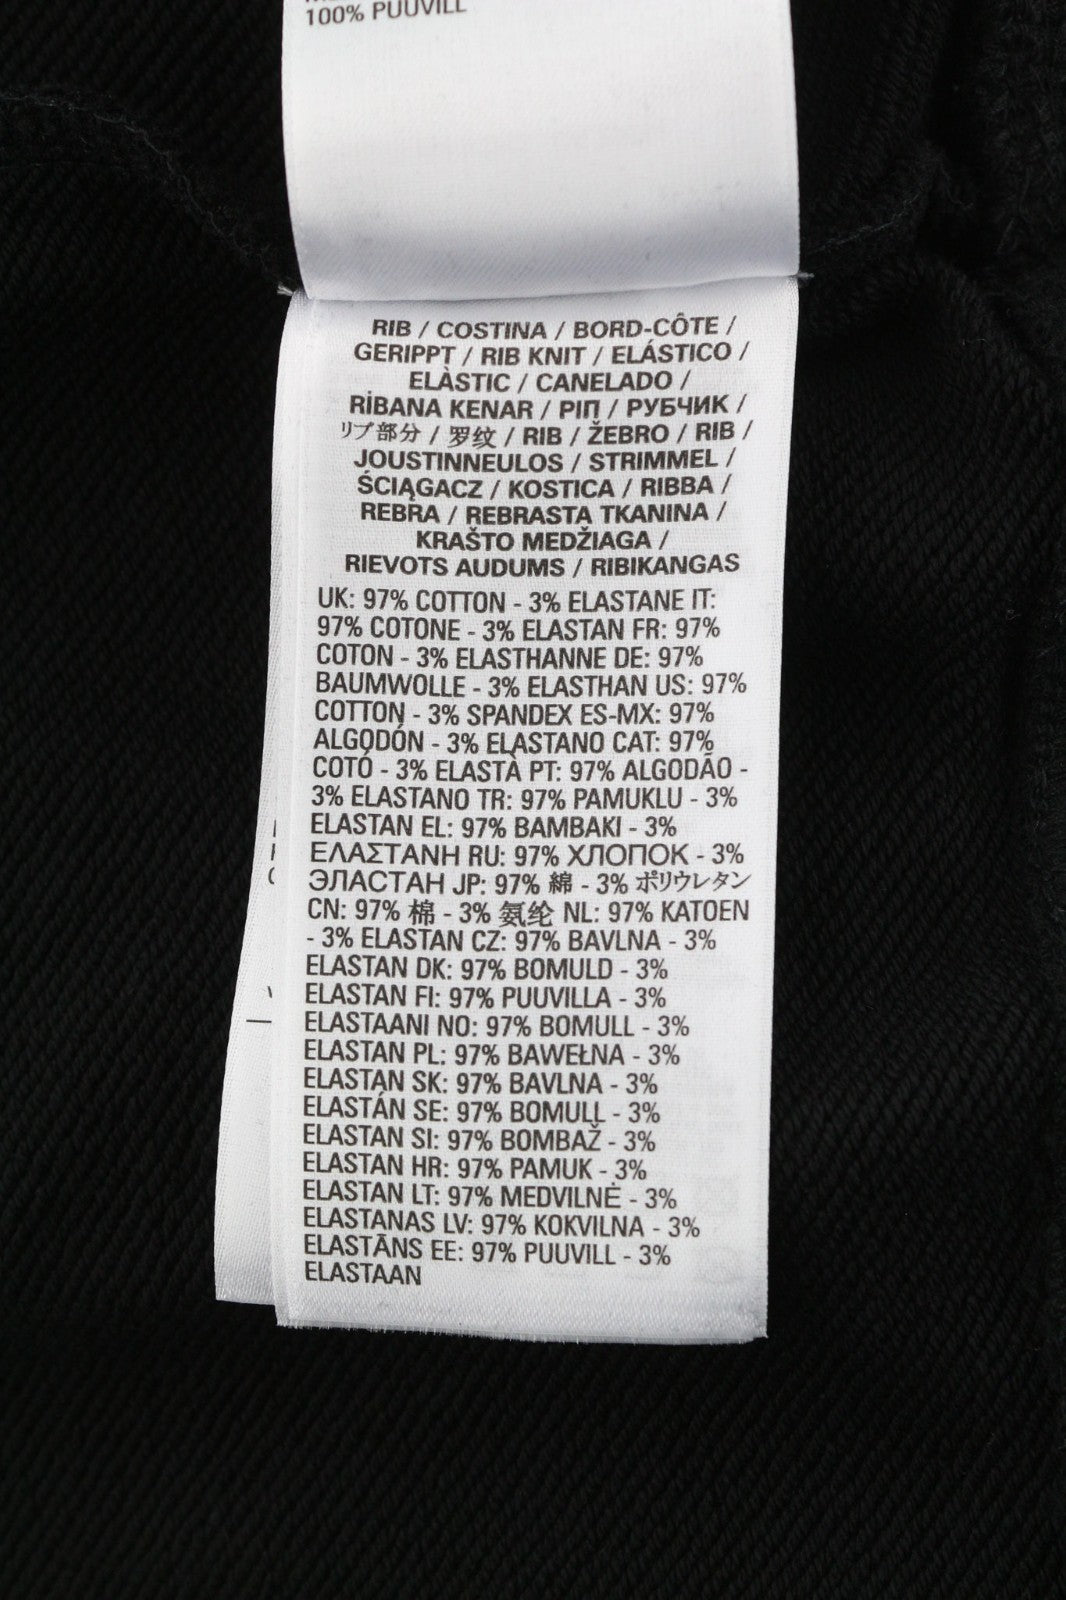 100% PUUVILL
RIB / COSTINA / BORD-CÔTE /
GERIPPT / RIB KNIT / ELÁSTICO /
ELÀSTIC / CANELADO /
RİBANA KENAR / ΡΙΠ / РУБЧИК /
リブ部分 / 罗纹 / RIB / ŽEBRO / RIB /
JOUSTINNEULOS / STRIMMEL /
ŚCIĄGACZ / KOSTICA / RIBBA /
REBRA / REBRASTA TKANINA /
KRAŠTO MEDŽIAGA /
RIEVOTS AUDUMS / RIBIKANGAS
UK: 97% COTTON - 3% ELASTANE IT:
97% COTONE - 3% ELASTAN FR: 97%
COTON - 3% ELASTHANNE DE: 97%
BAUMWOLLE - 3% ELASTHAN US: 97%
COTTON - 3% SPANDEX ES-MX: 97%
ALGODÓN - 3% ELASTANO CAT: 97%
COTÓ - 3% ELASTÀ PT: 97% ALGODÃO -
3% ELASTANO TR: 97% PAMUKLU - 3%
ELASTAN EL: 97% ΒΑΜΒΑΚΙ - 3%
ΕΛΑΣΤΑΝΗ RU: 97% ХЛОПОК - 3%
ЭЛАСТАН JP: 97% 綿 - 3% ポリウレタン
CN: 97% 棉 - 3% 氨纶 NL: 97% KATOEN
- 3% ELASTAN CZ: 97% BAVLNA - 3%
ELASTAN DK: 97% BOMULD - 3%
ELASTAN FI: 97% PUUVILLA - 3%
ELASTAANI NO: 97% BOMULL - 3%
ELASTAN PL: 97% BAWEŁNA - 3%
ELASTAN SK: 97% BAVLNA - 3%
ELASTÁN SE: 97% BOMULL - 3%
ELASTAN SI: 97% BOMBAŽ - 3%
ELASTAN HR: 97% PAMUK - 3%
ELASTAN LT: 97% MEDVILNĖ - 3%
ELASTANAS LV: 97% KOKVILNA - 3%
ELASTĀNS EE: 97% PUUVILL - 3%
ELASTAAN